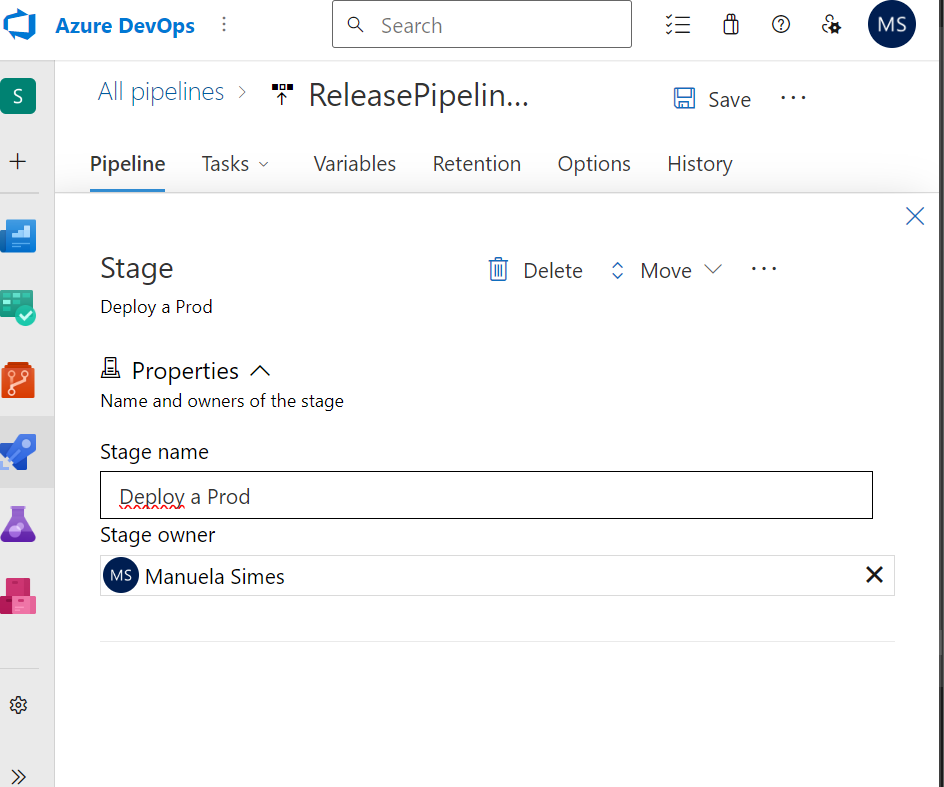 Azure DevOps
Search
MS
S
All pipelines
ReleasePipelin...
Save
Pipeline
Tasks
Variables
Retention
Options
History
Stage
Delete
Move
Deploy a Prod
Properties
Name and owners of the stage
Stage name
Deploy a Prod
Stage owner
MS
Manuela Simes